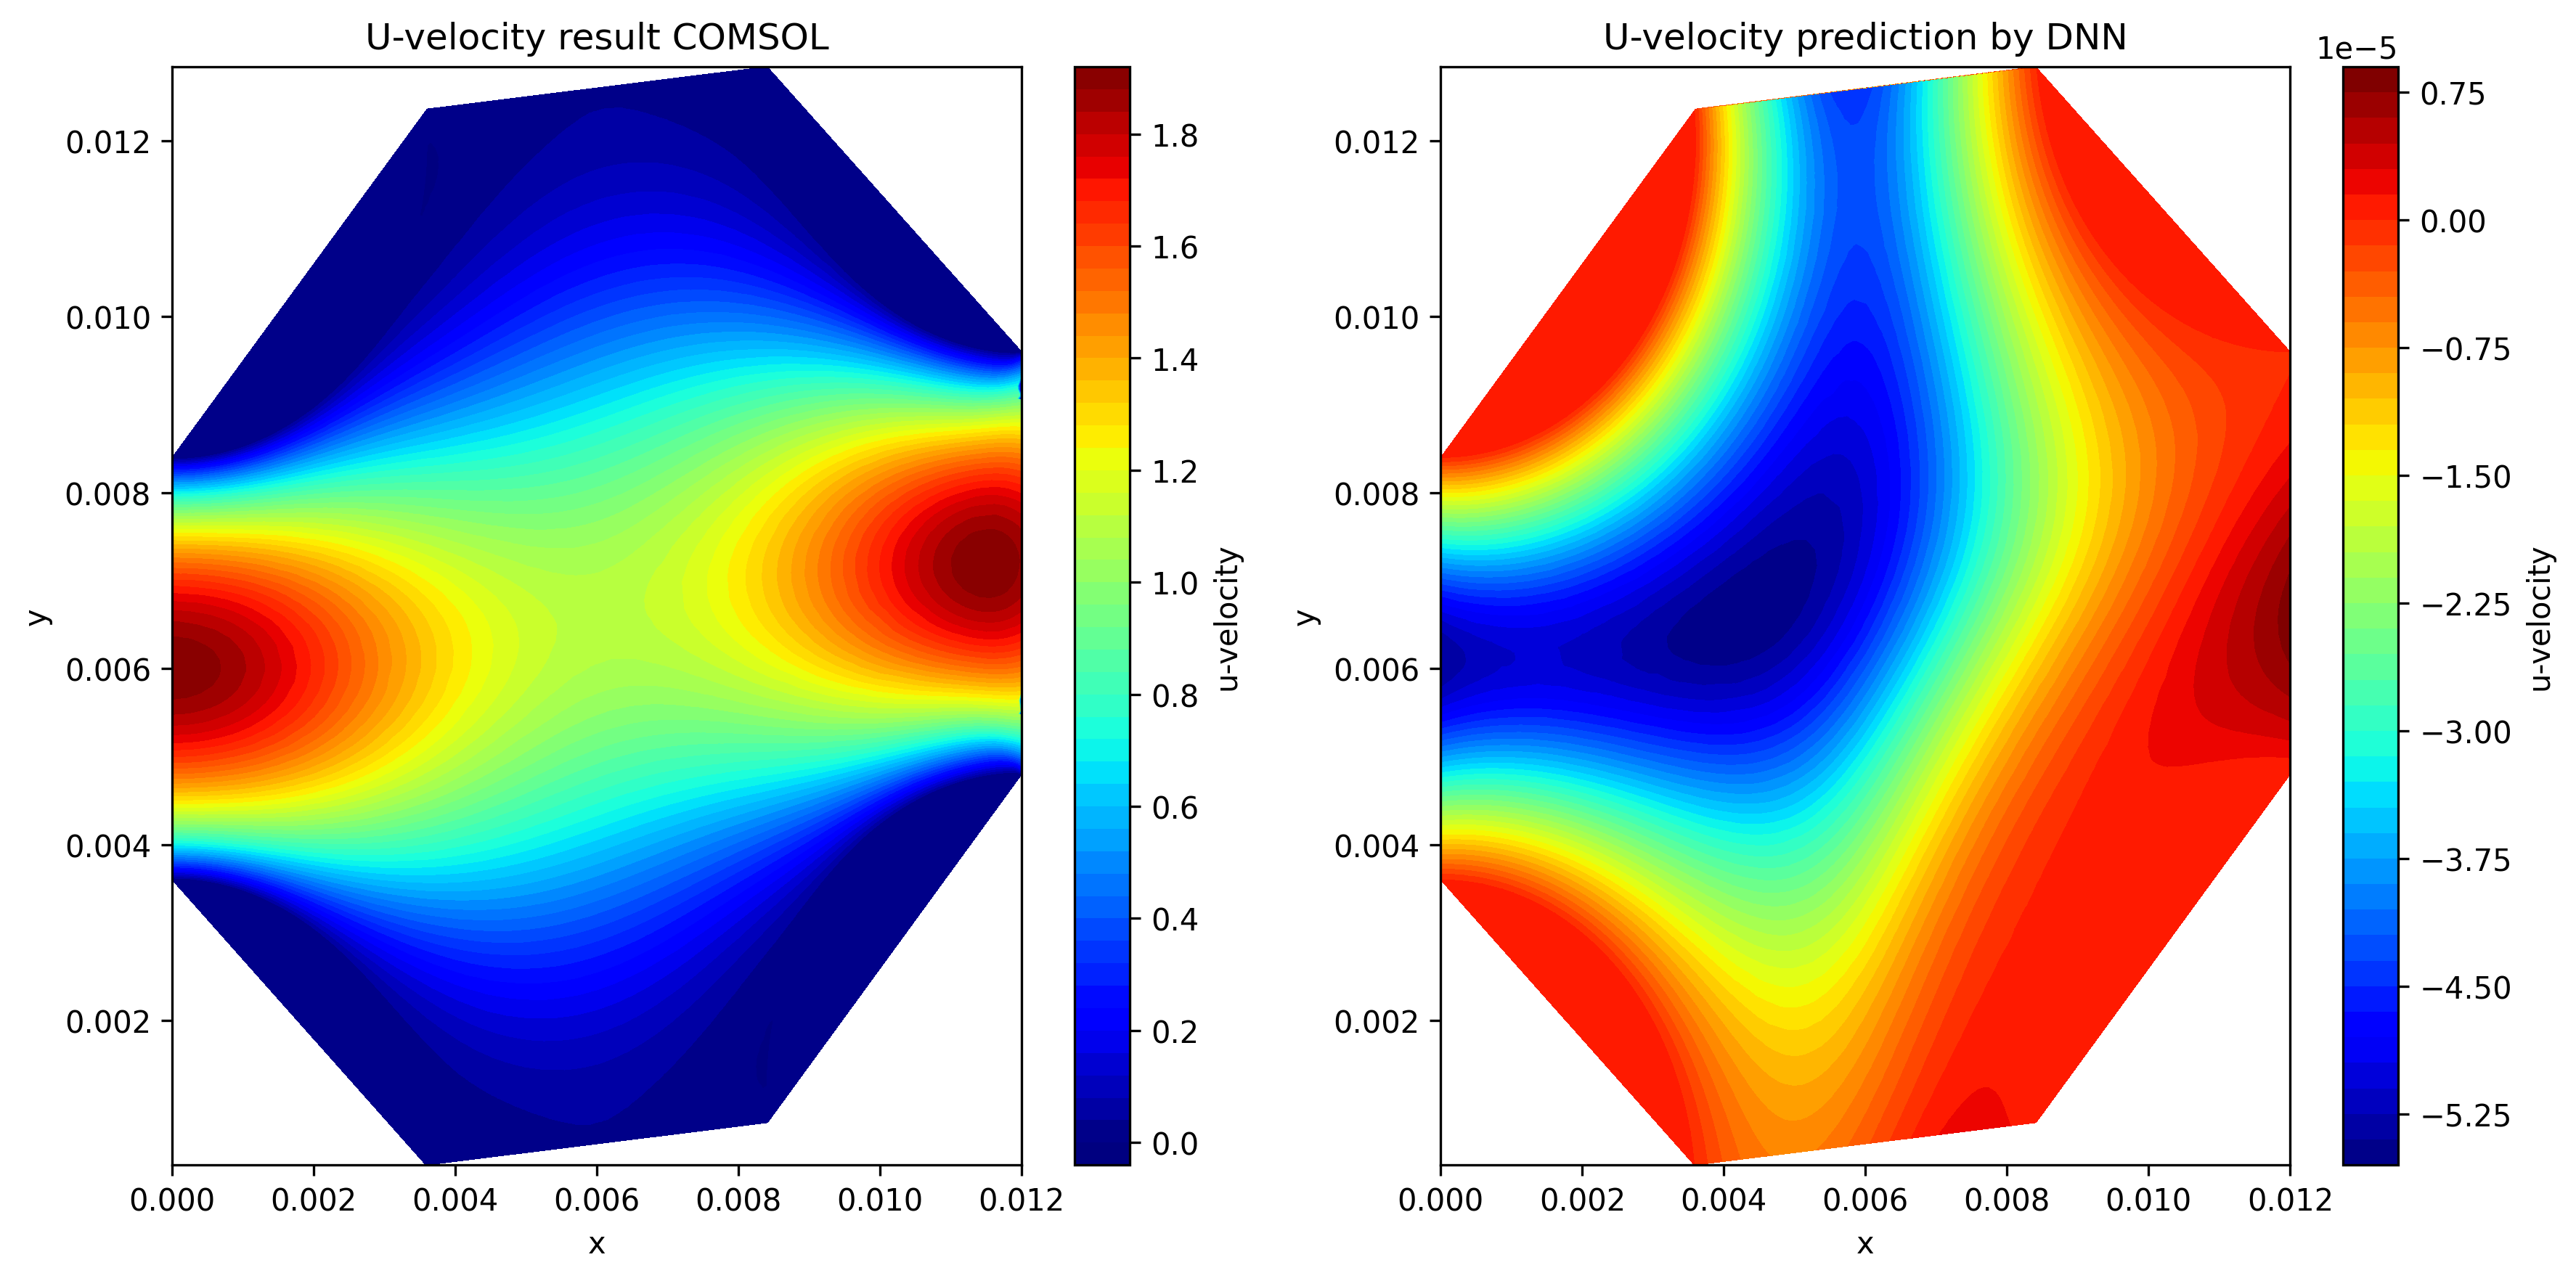 U-velocity result COMSOL
0.012
0.010
0.008
0.006
0.004
0.002
y
0.000 0.002 0.004 0.006 0.008 0.010 0.012
x
1.8
1.6
1.4
1.2
1.0
0.8
0.6
0.4
0.2
0.0
u-velocity
U-velocity prediction by DNN
0.012
0.010
0.008
0.006
0.004
0.002
y
0.000 0.002 0.004 0.006 0.008 0.010 0.012
x
1e−5
0.75
0.00
−0.75
−1.50
−2.25
−3.00
−3.75
−4.50
−5.25
u-velocity